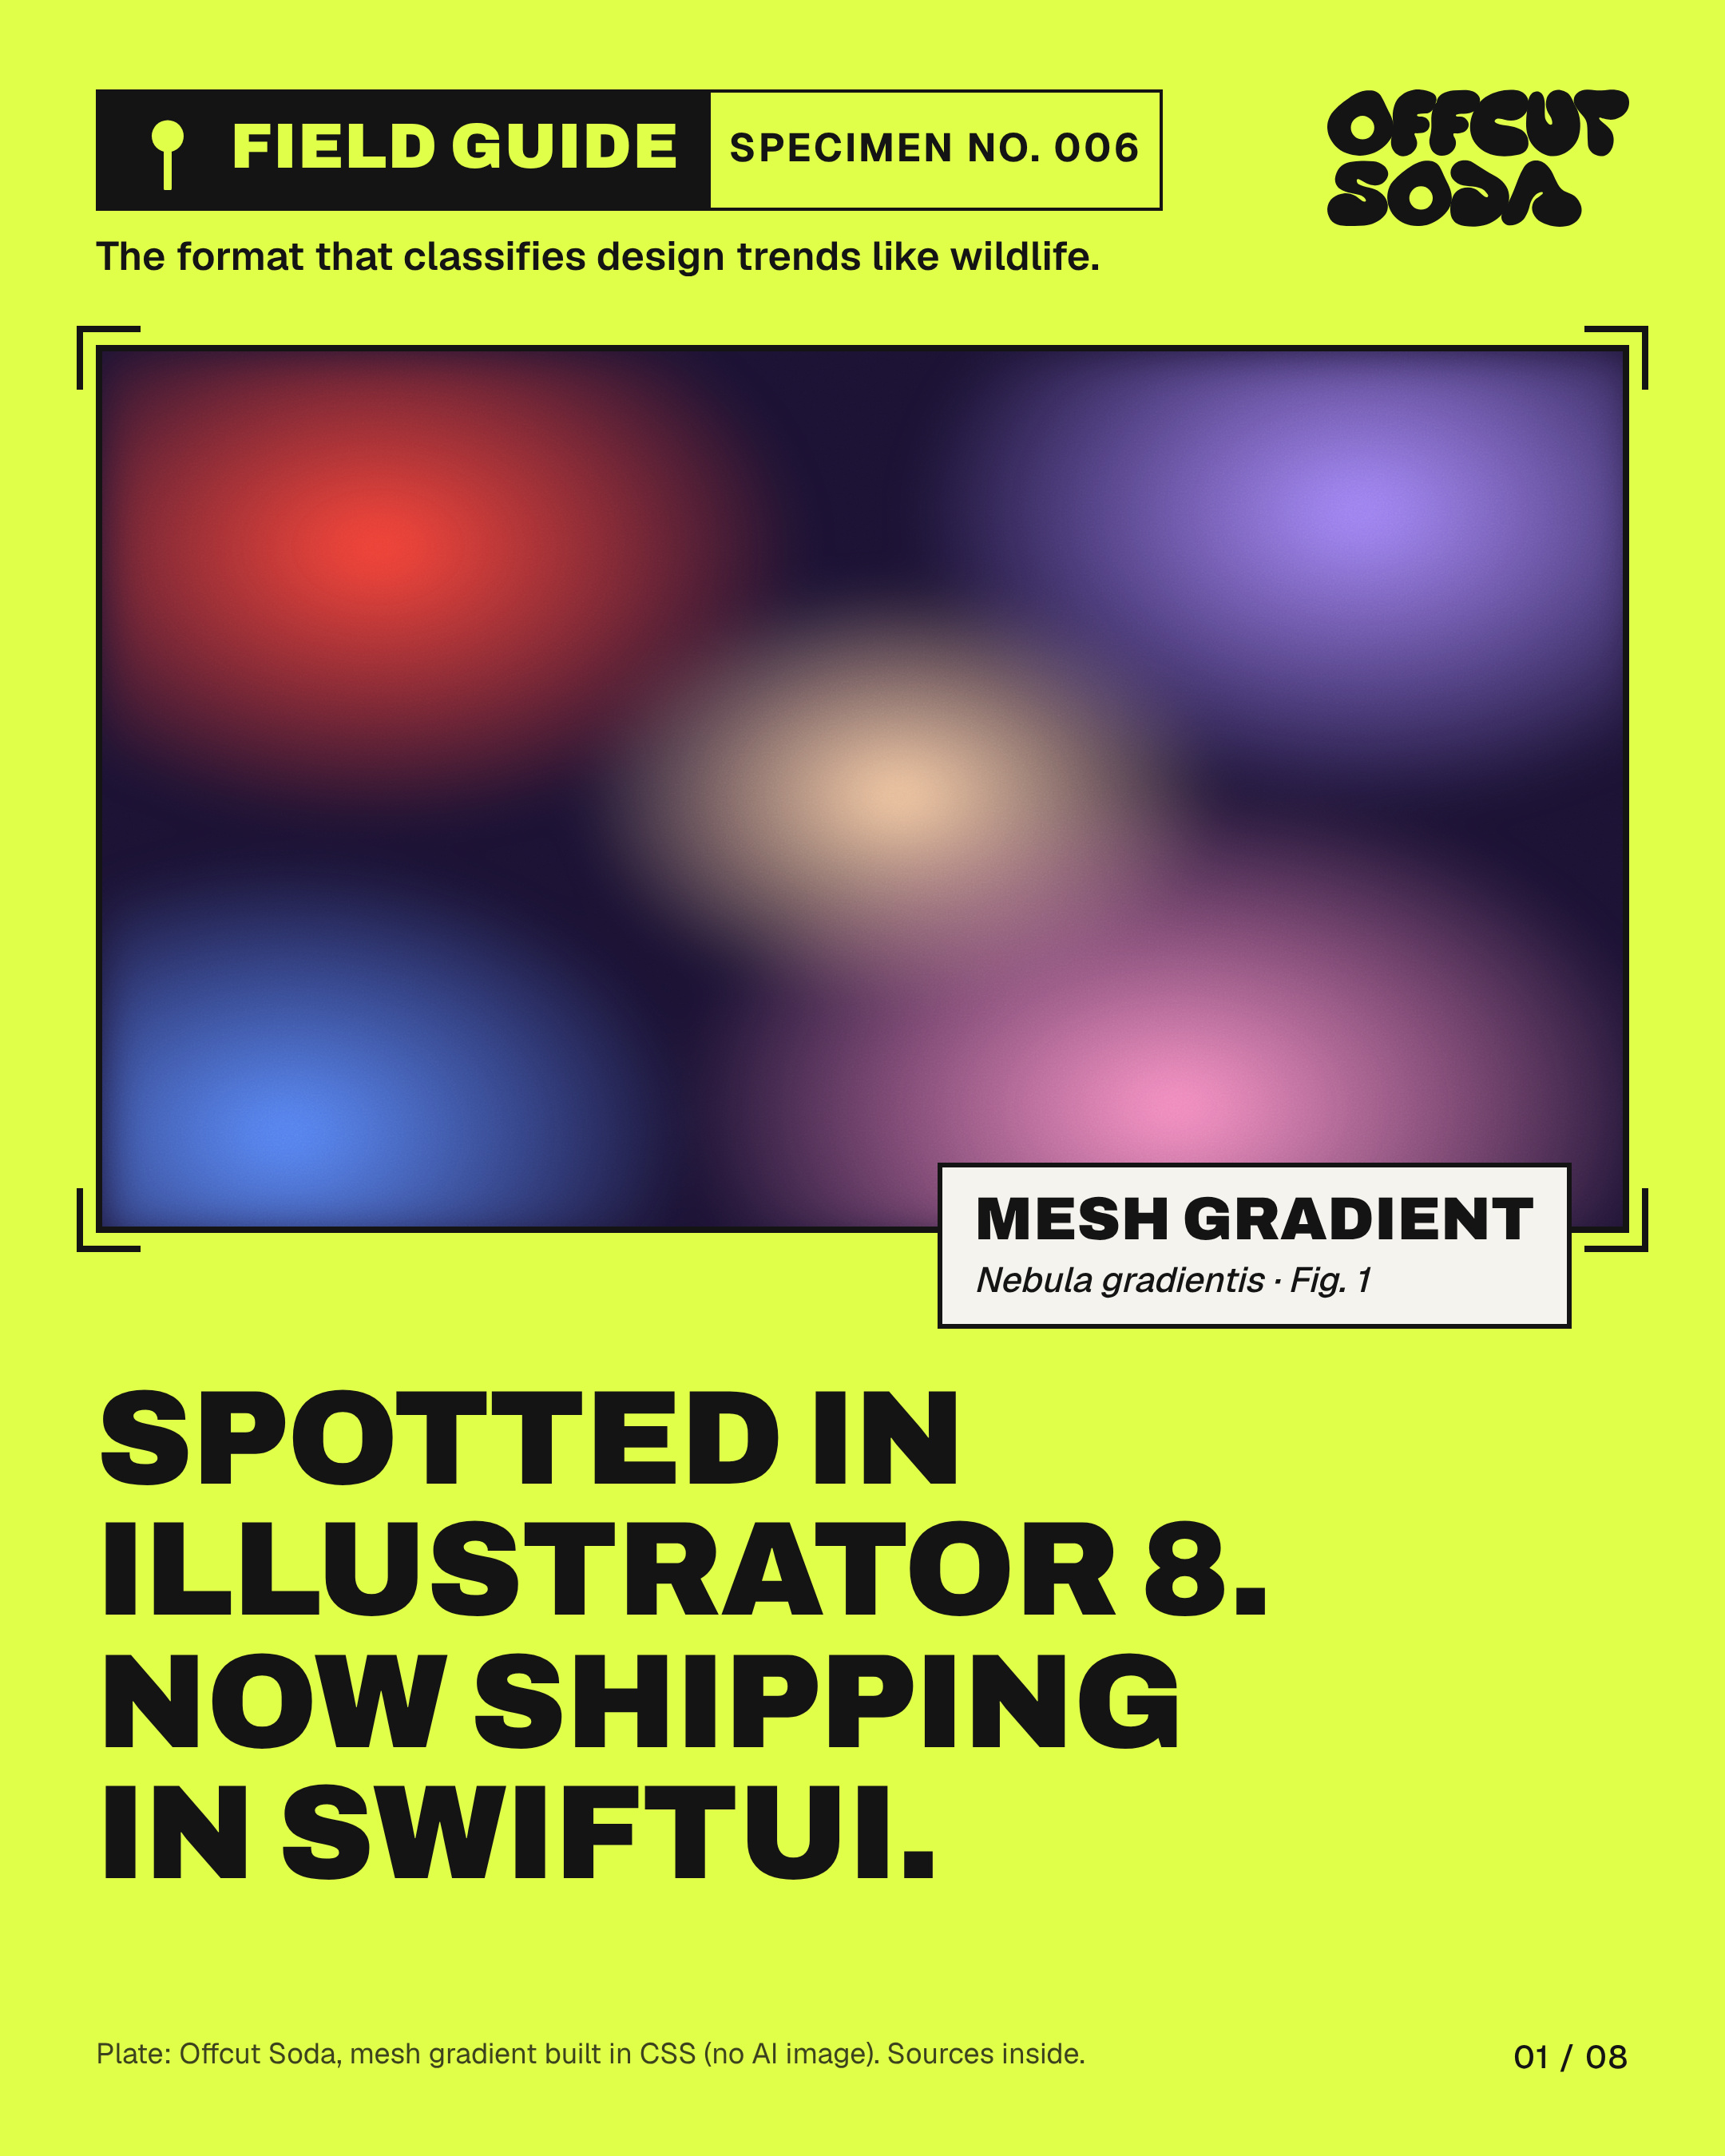 FIELD GUIDE
SPECIMEN NO. 006
OFFCUT
SODA
The format that classifies design trends like wildlife.
MESH GRADIENT
Nebula gradientis · Fig. 1
SPOTTED IN
ILLUSTRATOR 8.
NOW SHIPPING
IN SWIFTUI.
Plate: Offcut Soda, mesh gradient built in CSS (no AI image). Sources inside.
01 / 08